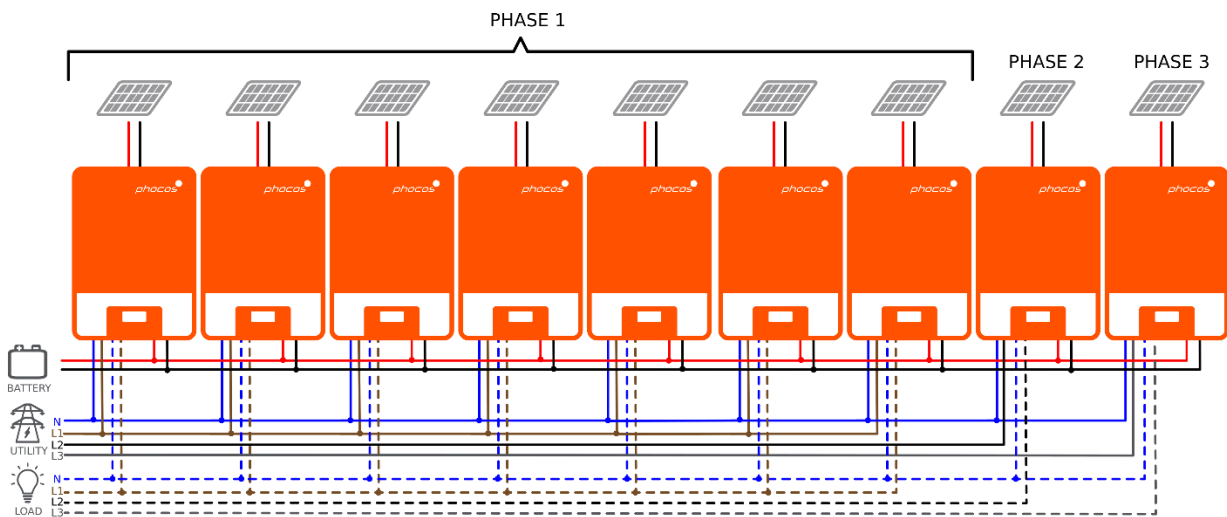 PHASE 1
PHASE 2
PHASE 3
phocos
phocos
phocos
phocos
phocos
phocos
phocos
phocos
phocos
BATTERY
UTILITY
N
L1
L2
L3
LOAD
N
L1
L2
L3